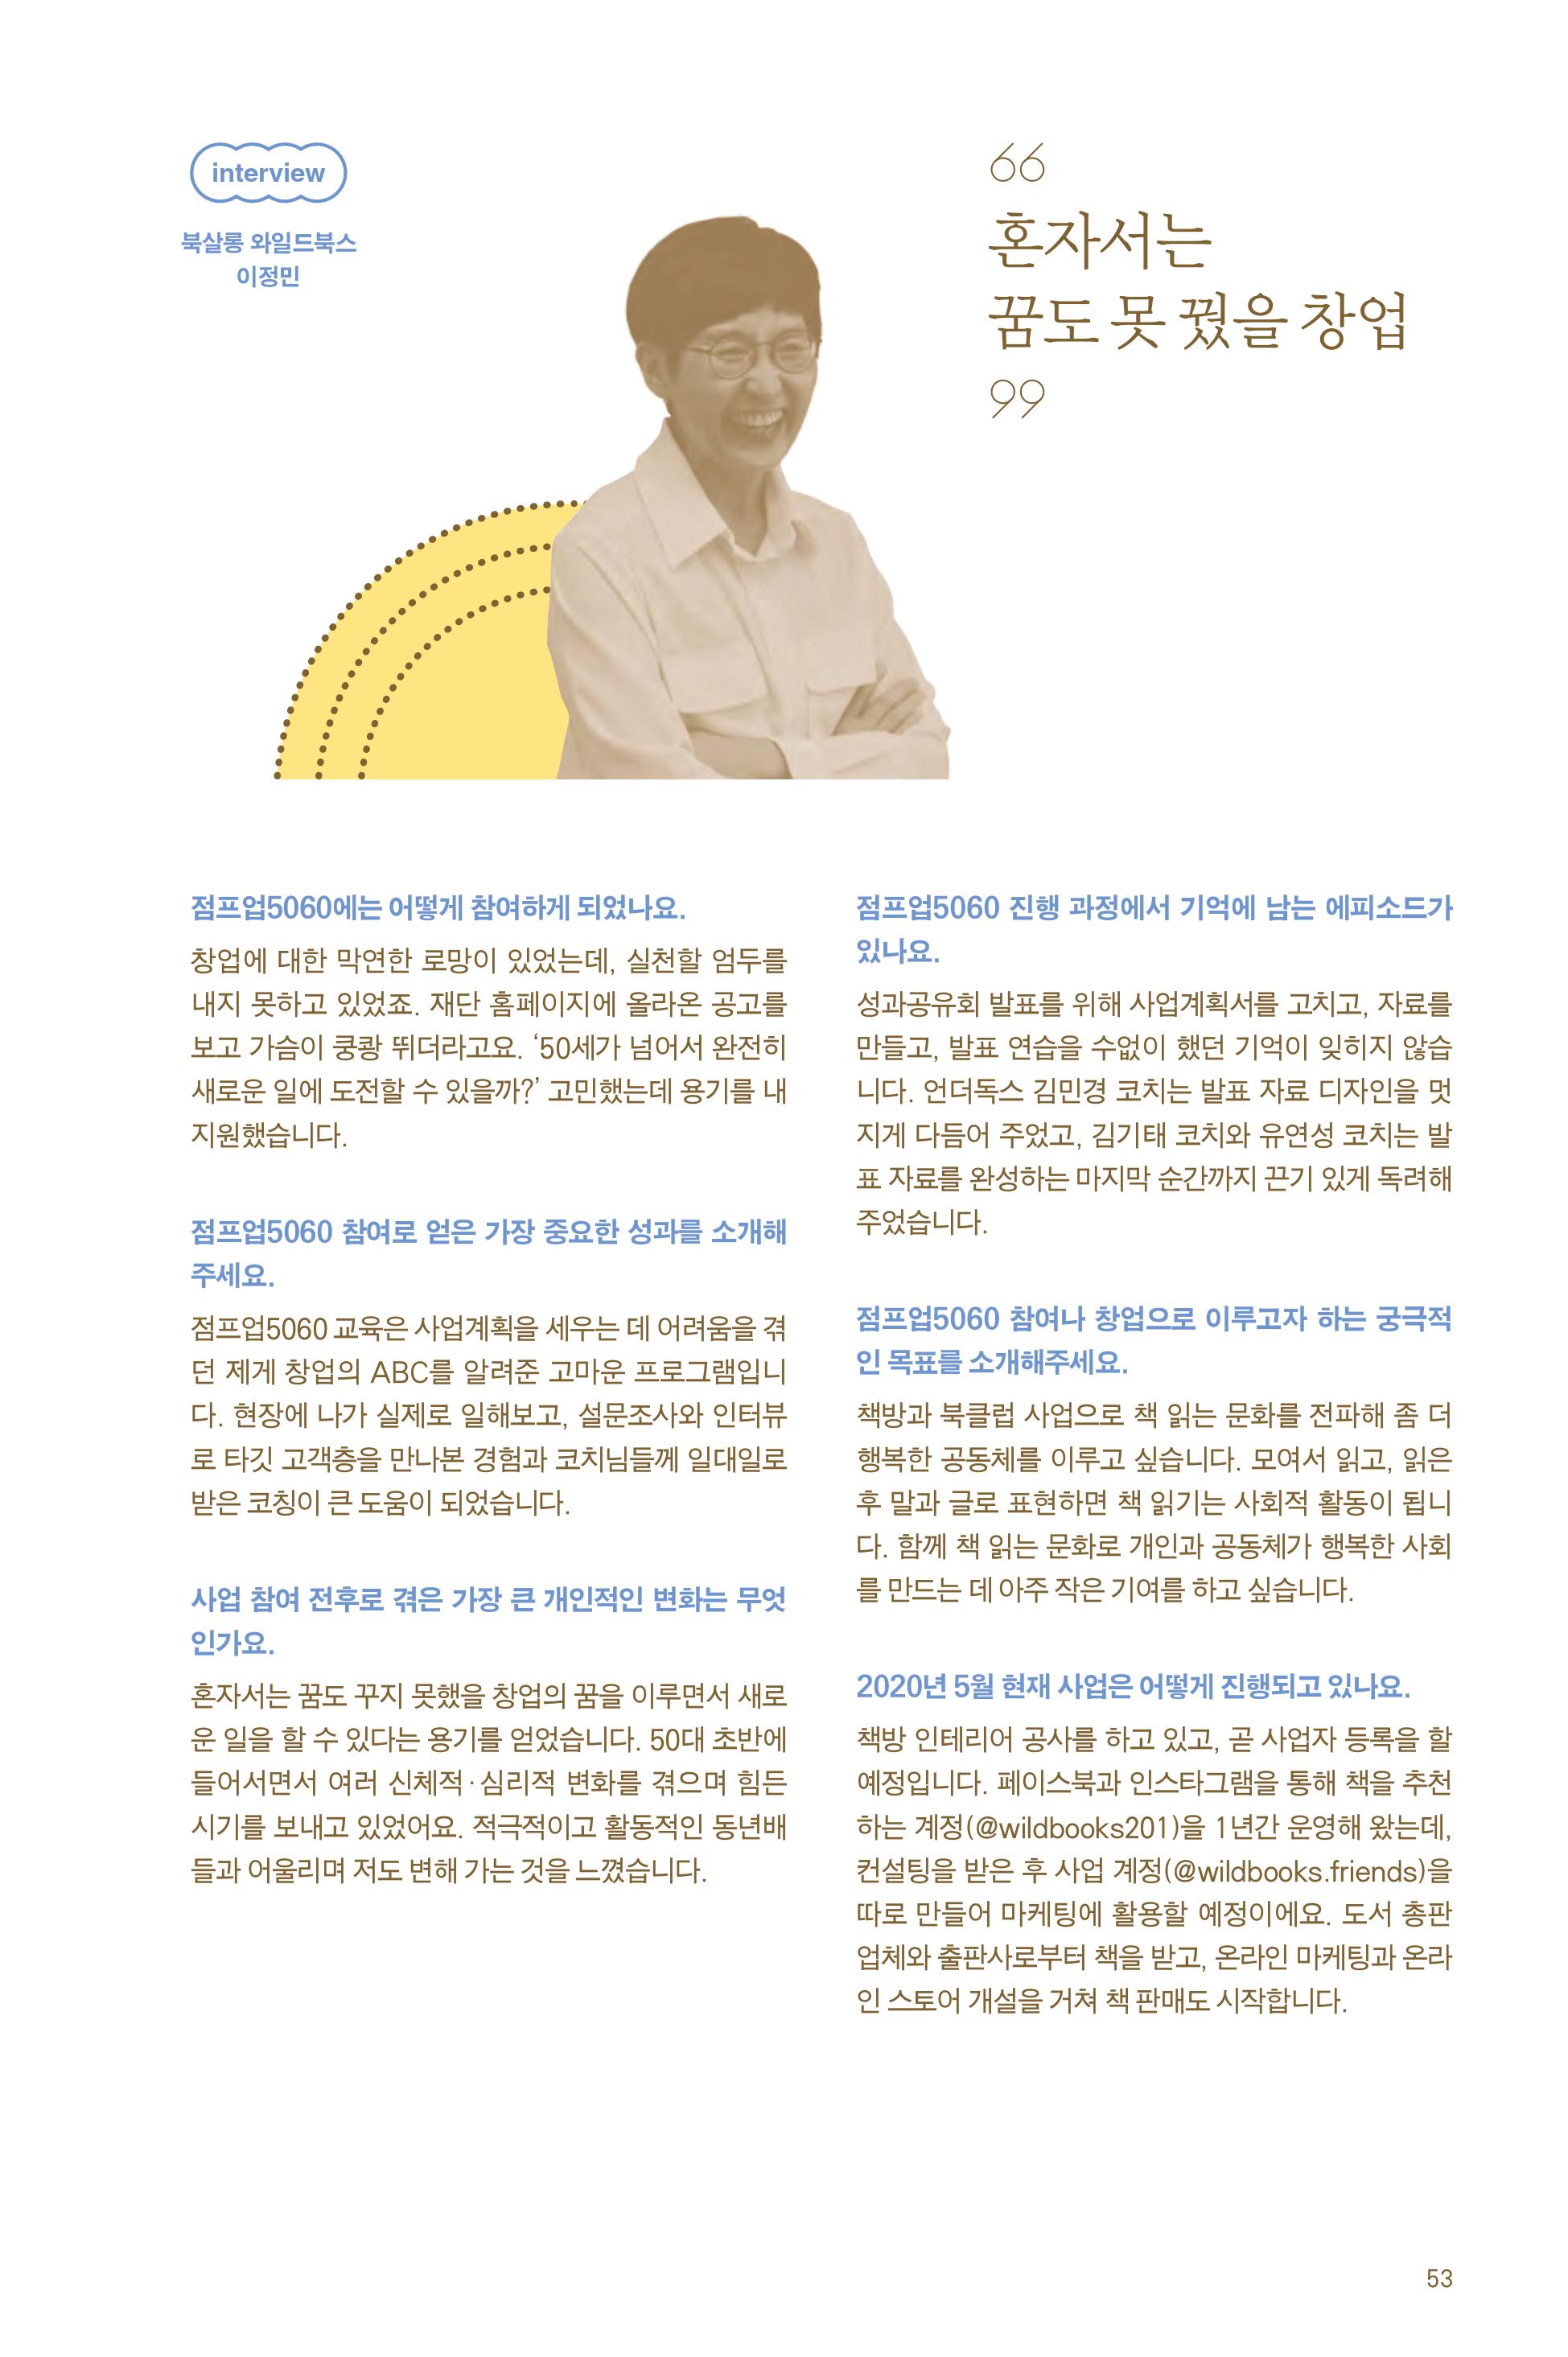 interview
북살롱 와일드북스
이정민
혼자서는
꿈도 못 꿨을 창업
점프업5060에는 어떻게 참여하게 되었나요.
창업에 대한 막연한 로망이 있었는데, 실천할 엄두를
내지 못하고 있었죠. 재단 홈페이지에 올라온 공고를
보고 가슴이 쿵쾅 뛰더라고요. ‘50세가 넘어서 완전히
새로운 일에 도전할 수 있을까?’ 고민했는데 용기를 내
지원했습니다.
점프업5060 참여로 얻은 가장 중요한 성과를 소개해
주세요.
점프업5060 교육은 사업계획을 세우는 데 어려움을 겪
던 제게 창업의 ABC를 알려준 고마운 프로그램입니
다. 현장에 나가 실제로 일해보고, 설문조사와 인터뷰
로 타깃 고객층을 만나본 경험과 코치님들께 일대일로
받은 코칭이 큰 도움이 되었습니다.
사업 참여 전후로 겪은 가장 큰 개인적인 변화는 무엇
인가요.
혼자서는 꿈도 꾸지 못했을 창업의 꿈을 이루면서 새로
운 일을 할 수 있다는 용기를 얻었습니다. 50대 초반에
들어서면서 여러 신체적·심리적 변화를 겪으며 힘든
시기를 보내고 있었어요. 적극적이고 활동적인 동년배
들과 어울리며 저도 변해 가는 것을 느꼈습니다.
점프업5060 진행 과정에서 기억에 남는 에피소드가
있나요.
성과공유회 발표를 위해 사업계획서를 고치고, 자료를
만들고, 발표 연습을 수없이 했던 기억이 잊히지 않습
니다. 언더독스 김민경 코치는 발표 자료 디자인을 멋
지게 다듬어 주었고, 김기태 코치와 유연성 코치는 발
표 자료를 완성하는 마지막 순간까지 끈기 있게 독려해
주었습니다.
점프업5060 참여나 창업으로 이루고자 하는 궁극적
인 목표를 소개해주세요.
책방과 북클럽 사업으로 책 읽는 문화를 전파해 좀 더
행복한 공동체를 이루고 싶습니다. 모여서 읽고, 읽은
후 말과 글로 표현하면 책 읽기는 사회적 활동이 됩니
다. 함께 책 읽는 문화로 개인과 공동체가 행복한 사회
를 만드는 데 아주 작은 기여를 하고 싶습니다.
2020년 5월 현재 사업은 어떻게 진행되고 있나요.
책방 인테리어 공사를 하고 있고, 곧 사업자 등록을 할
예정입니다. 페이스북과 인스타그램을 통해 책을 추천
하는 계정(@wildbooks201)을 1년간 운영해 왔는데,
컨설팅을 받은 후 사업 계정(@wildbooks.friends)을
따로 만들어 마케팅에 활용할 예정이에요. 도서 총판
업체와 출판사로부터 책을 받고, 온라인 마케팅과 온라
인 스토어 개설을 거쳐 책 판매도 시작합니다.
53